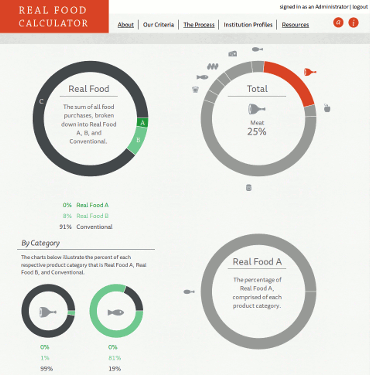 REAL FOOD
CALCULATOR
signed in as an Administrator | logout
About | Our Criteria | The Process | Institution Profiles | Resources
a i
Real Food
The sum of all food
purchases, broken
down into Real Food
A, B, and
Conventional.
C
A
B
Total
Meat
25%
0% Real Food A
8% Real Food B
91% Conventional
By Category
The charts below illustrate the percent of each
respective product category that is Real Food A, Real
Food B, and Conventional.
0%
1%
99%
0%
81%
19%
Real Food A
The percentage of
Real Food A,
comprised of each
product category.